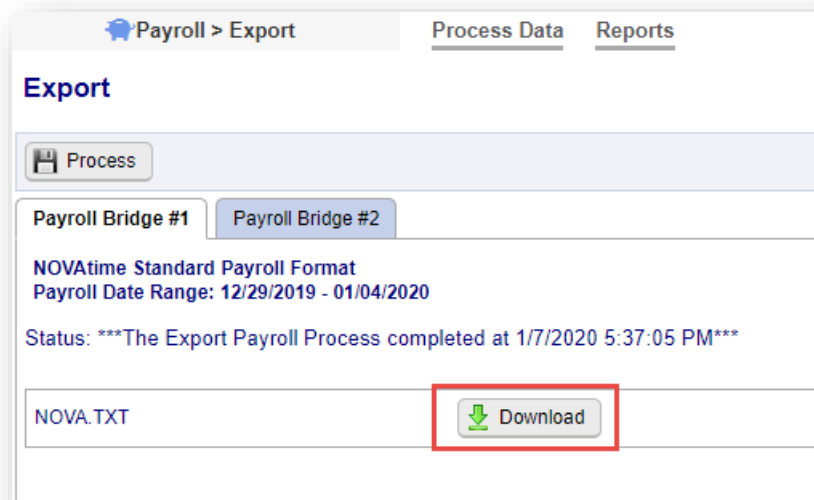 Payroll > Export Process Data Reports
Export
Process
Payroll Bridge #1 Payroll Bridge #2
NOVAtime Standard Payroll Format
Payroll Date Range: 12/29/2019 - 01/04/2020
Status: ***The Export Payroll Process completed at 1/7/2020 5:37:05 PM***
NOVA.TXT Download